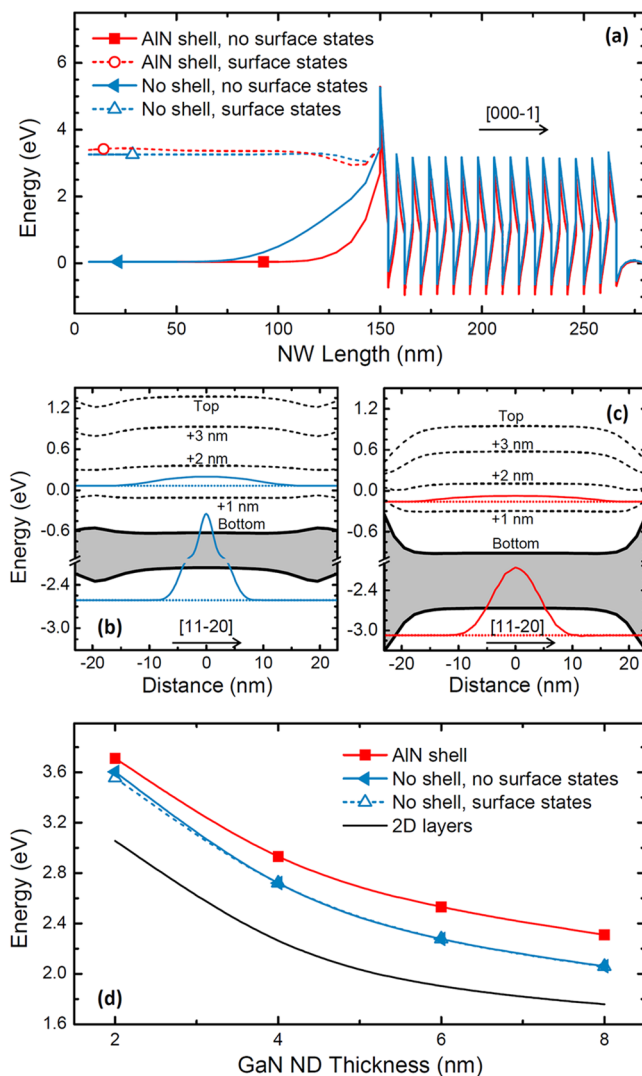 AlN shell, no surface states
(a)
AlN shell, surface states
No shell, no surface states
No shell, surface states
[000-1]
6
4
2
0
Energy (eV)
0 50 100 150 200 250
NW Length (nm)
1.2
0.6
0.0
-0.6
-2.4
-3.0
Energy (eV)
Top
+3 nm
+2 nm
+1 nm
Bottom
(b)
[11-20]
-20 -10 0 10 20
Distance (nm)
(c)
1.2
0.6
0.0
-0.6
-2.4
-3.0
Top
+3 nm
+2 nm
+1 nm
Bottom
[11-20]
-20 -10 0 10 20
Distance (nm)
3.6
3.2
2.8
2.4
2.0
1.6
Energy (eV)
AlN shell
No shell, no surface states
No shell, surface states
2D layers
(d)
2 4 6 8
GaN ND Thickness (nm)